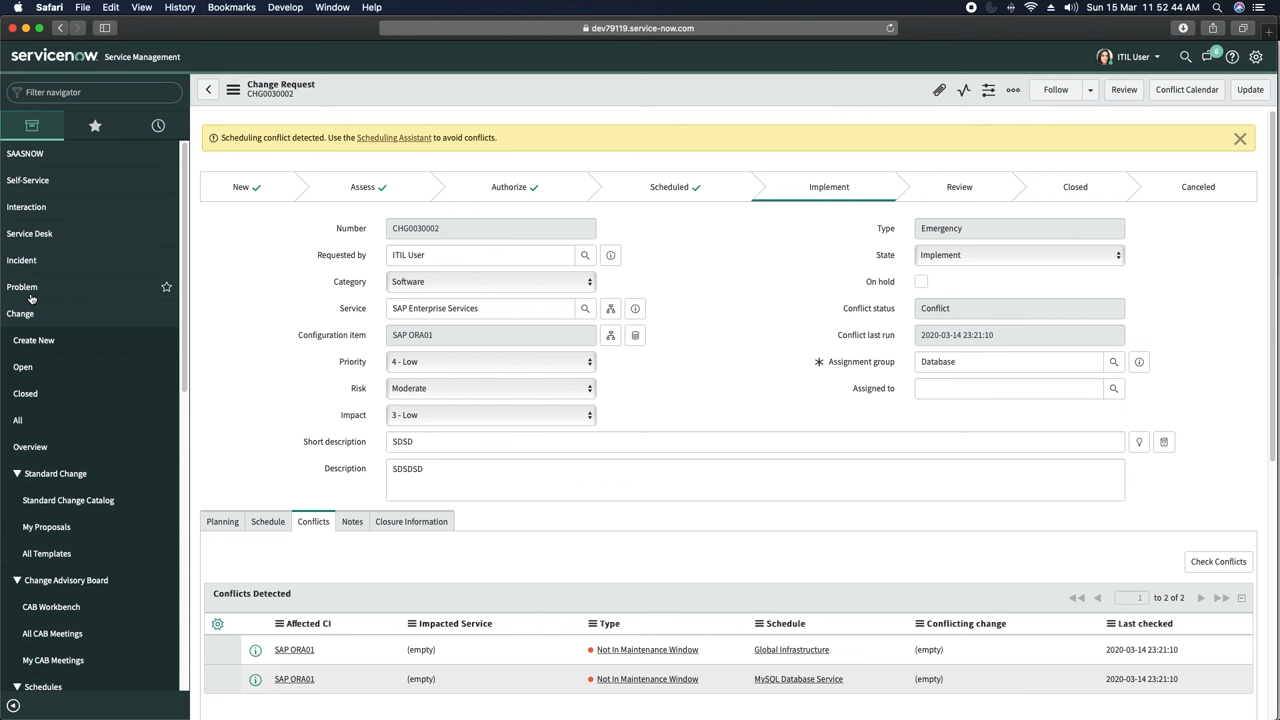 Safari File Edit View History Bookmarks Develop Window Help
Sun 15 Mar 11:52:44 AM
dev79119.service-now.com
servicenow Service Management
ITIL User
6
Filter navigator
Change Request
CHG0030002
Follow
Review
Conflict Calendar
Update
SAASNOW
Self-Service
Interaction
Service Desk
Incident
Problem
Change
Create New
Open
Closed
All
Overview
▼ Standard Change
Standard Change Catalog
My Proposals
All Templates
▼ Change Advisory Board
CAB Workbench
All CAB Meetings
My CAB Meetings
▼ Schedules
Scheduling conflict detected. Use the Scheduling Assistant to avoid conflicts.
New Assess Authorize Scheduled Implement Review Closed Canceled
Number CHG0030002
Type Emergency
Requested by ITIL User
State Implement
Category Software
On hold
Service SAP Enterprise Services
Conflict status Conflict
Configuration item SAP ORA01
Conflict last run 2020-03-14 23:21:10
Priority 4 - Low
Assignment group Database
Risk Moderate
Assigned to
Impact 3 - Low
Short description SDSD
Description SDSDSD
Planning Schedule Conflicts Notes Closure Information
Check Conflicts
Conflicts Detected
1 to 2 of 2
Affected CI Impacted Service Type Schedule Conflicting change Last checked
SAP ORA01 (empty) Not In Maintenance Window Global Infrastructure (empty) 2020-03-14 23:21:10
SAP ORA01 (empty) Not In Maintenance Window MySQL Database Service (empty) 2020-03-14 23:21:10